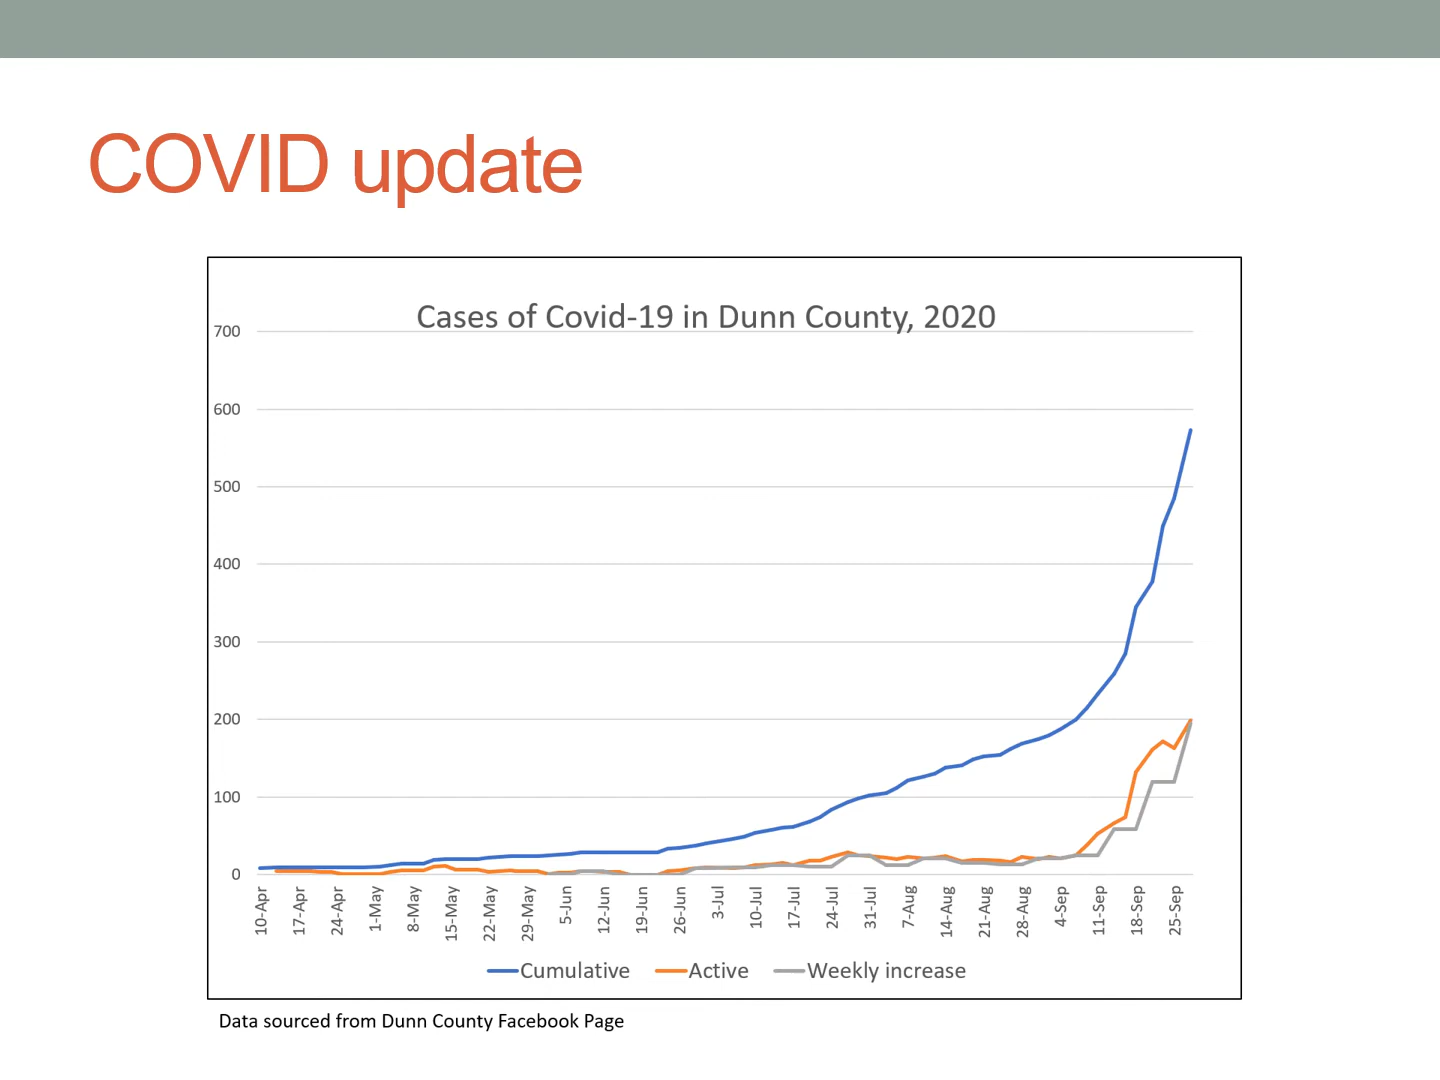 COVID update
Cases of Covid-19 in Dunn County, 2020
700
600
500
400
300
200
100
0
10-Apr
17-Apr
24-Apr
1-May
8-May
15-May
22-May
29-May
5-Jun
12-Jun
19-Jun
26-Jun
3-Jul
10-Jul
17-Jul
24-Jul
31-Jul
7-Aug
14-Aug
21-Aug
28-Aug
4-Sep
11-Sep
18-Sep
25-Sep
Cumulative Active Weekly increase
Data sourced from Dunn County Facebook Page